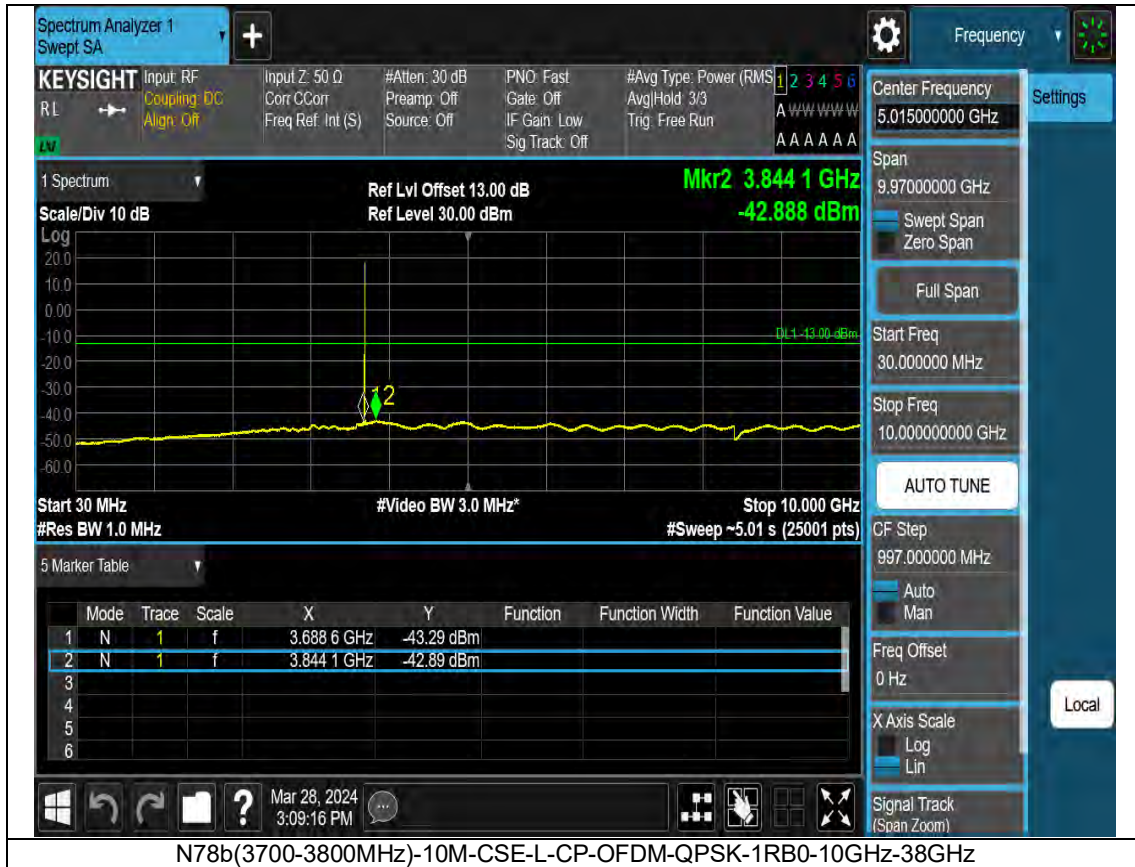 Spectrum Analyzer 1
Swept SA
+
Frequency
KEYSIGHT Input: RF Input Z: 50 Ω #Atten: 30 dB PNO: Fast #Avg Type: Power (RMS 1 2 3 4 5 6
RL Coupling: DC Corr CCorr Preamp: Off Gate: Off Avg|Hold: 3/3 A W W W W W
Align: Off Freq Ref: Int (S) Source: Off IF Gain: Low Trig: Free Run
Sig Track: Off A A A A A A
1 Spectrum
Ref Lvl Offset 13.00 dB
Mkr2 3.844 1 GHz
Scale/Div 10 dB
Ref Level 30.00 dBm
-42.888 dBm
Log
20.0
10.0
0.00
DL1 -13.00 dBm
-10.0
-20.0
-30.0
1 2
-40.0
-50.0
-60.0
Start 30 MHz #Video BW 3.0 MHz* Stop 10.000 GHz
#Res BW 1.0 MHz #Sweep ~5.01 s (25001 pts)
5 Marker Table
Mode Trace Scale X Y Function Function Width Function Value
1 N 1 f 3.688 6 GHz -43.29 dBm
2 N 1 f 3.844 1 GHz -42.89 dBm
3
4
5
6
Center Frequency
5.015000000 GHz
Settings
Span
9.97000000 GHz
Swept Span
Zero Span
Full Span
Start Freq
30.000000 MHz
Stop Freq
10.000000000 GHz
AUTO TUNE
CF Step
997.000000 MHz
Auto
Man
Freq Offset
0 Hz
Local
X Axis Scale
Log
Lin
Signal Track
(Span Zoom)
?
Mar 28, 2024
3:09:16 PM
N78b(3700-3800MHz)-10M-CSE-L-CP-OFDM-QPSK-1RB0-10GHz-38GHz